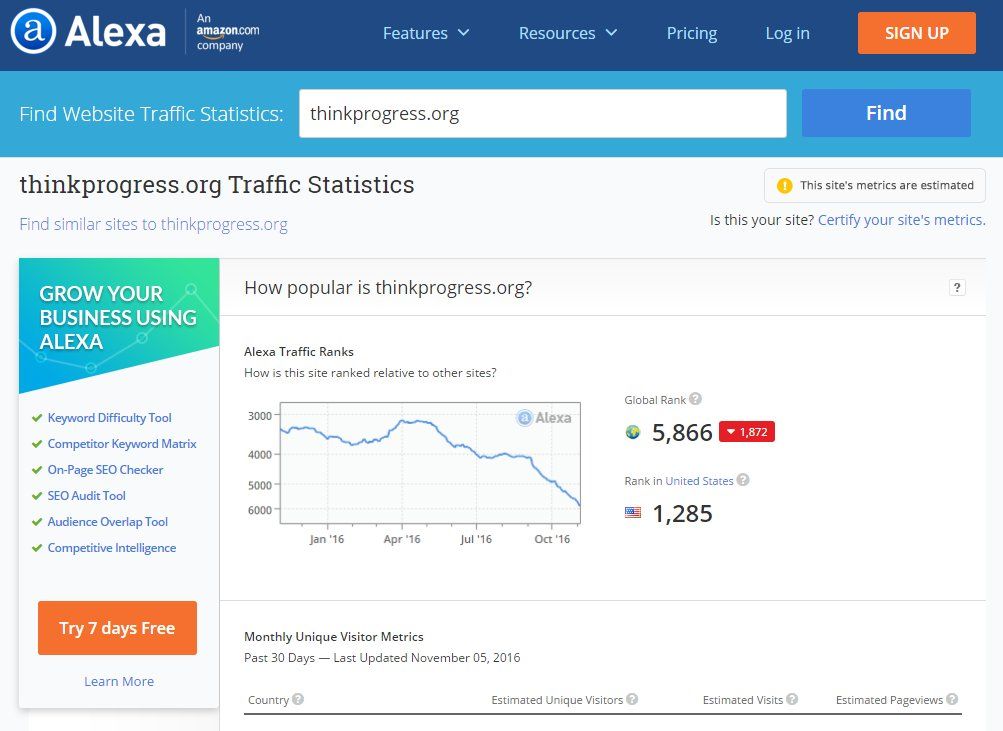 a Alexa
An
amazon.com
company
Features
Resources
Pricing
Log in
SIGN UP
Find Website Traffic Statistics:
thinkprogress.org
Find
thinkprogress.org Traffic Statistics
! This site's metrics are estimated
Find similar sites to thinkprogress.org
Is this your site? Certify your site's metrics.
GROW YOUR
BUSINESS USING
ALEXA
Keyword Difficulty Tool
Competitor Keyword Matrix
On-Page SEO Checker
SEO Audit Tool
Audience Overlap Tool
Competitive Intelligence
Try 7 days Free
Learn More
How popular is thinkprogress.org?
?
Alexa Traffic Ranks
How is this site ranked relative to other sites?
a Alexa
3000
4000
5000
6000
Jan '16
Apr '16
Jul '16
Oct '16
Global Rank ?
5,866 1,872
Rank in United States ?
1,285
Monthly Unique Visitor Metrics
Past 30 Days — Last Updated November 05, 2016
Country ?
Estimated Unique Visitors ?
Estimated Visits ?
Estimated Pageviews ?